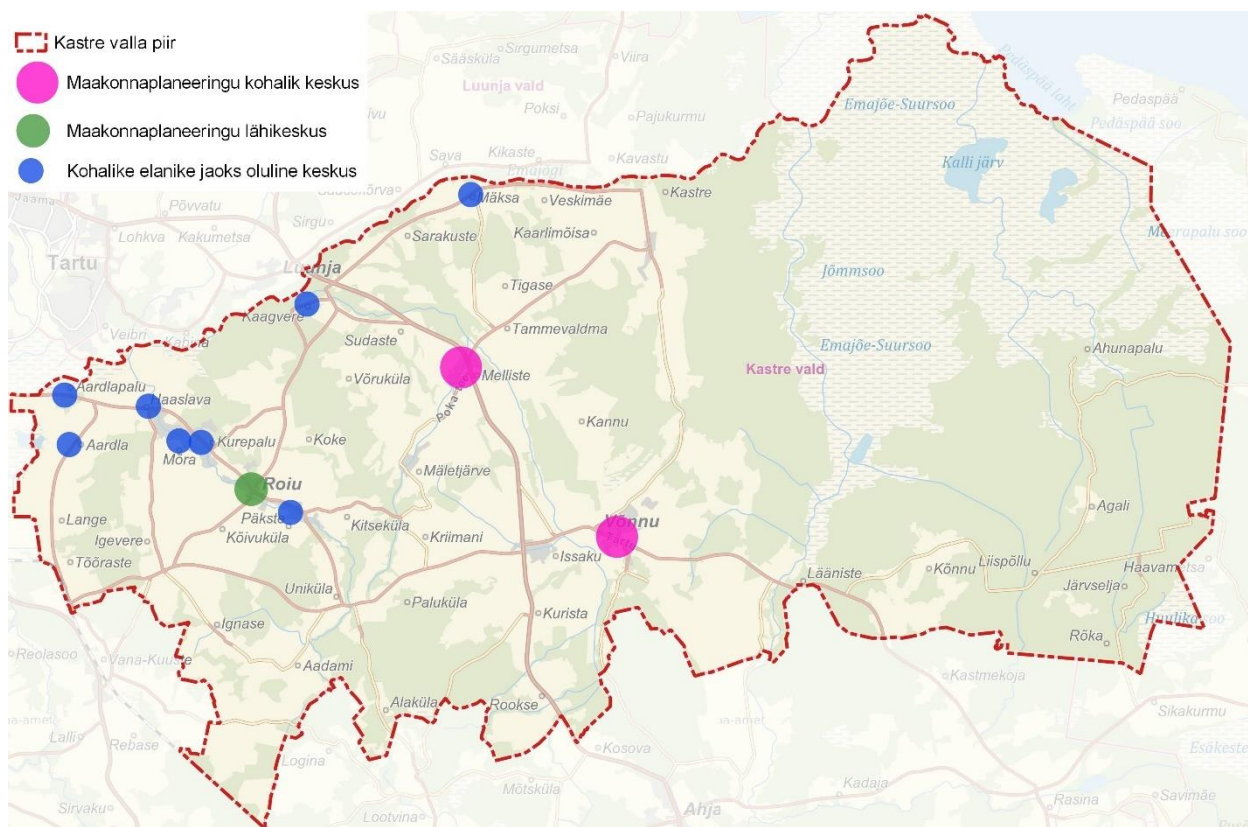 Kastre valla piir
Maakonnaplaneeringu kohalik keskus
Maakonnaplaneeringu lähikeskus
Kohalike elanike jaoks oluline keskus
Sirgumetsa
Sääsküla
Viira
Luunja vald
Poksi
Pajukurmu
Pedaspää laht
Pedaspää
Pedaspää soo
Emajõe-Suursoo
Kalli järv
Sava
Kikaste
Kavastu
Emajõgi
Mäksa
Veskimäe
Kastre
Põvvatu
Sirgu
Lohkva
Kakumetsa
Sarakuste
Kaarlimõisa
Tartu
Luunja
Jõmmsoo
Tigase
Kaagvere
Veibri
Sudaste
Tammevaldma
Emajõe-Suursoo
Ahunapalu
Kastre vald
Võruküla
Melliste
Aardlapalu
Haaslava
Kannu
Aardla
Mõra
Kurepalu
Koke
Mäletjärve
Roiu
Agali
Lange
Päkste
Kõivuküla
Kitseküla
Võnnu
Igevere
Kriimani
Issaku
Tõõraste
Lääniste
Kõnnu
Liispõllu
Haavametsa
Järvselja
Uniküla
Paluküla
Kurista
Ignase
Rõka
Reolasoo
Vana-Kuuste
Aadami
Kastmekoja
Alaküla
Rookse
Sikakurmu
Lalli
Rebase
Kosova
Logina
Mõtsküla
Kadaja
Sirvaku
Lootvina
Ahja
Rasina
Savimäe